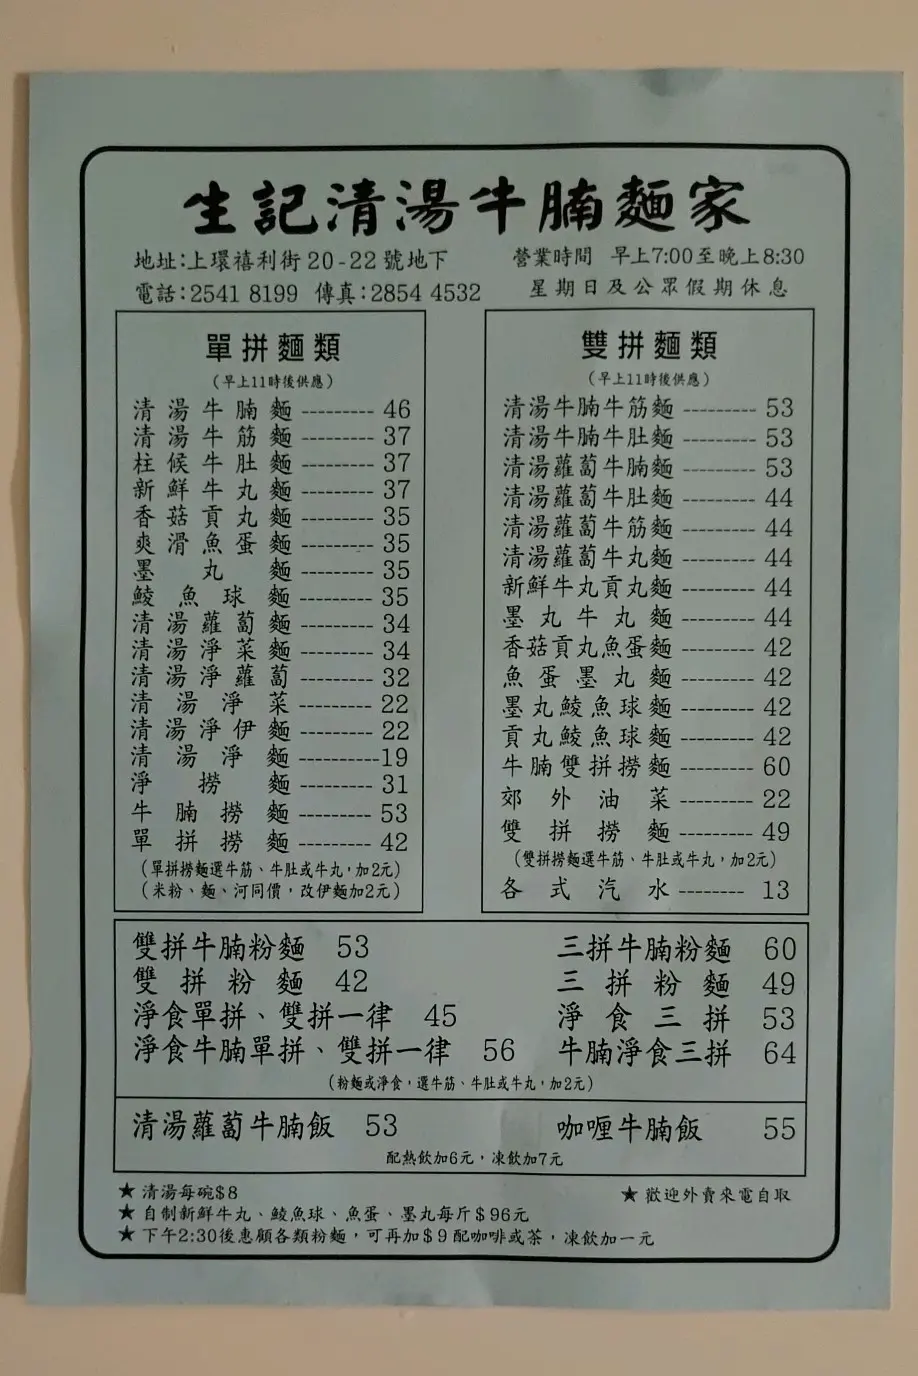 生記清湯牛腩麵家
地址:上環禧利街20-22號地下
電話:2541 8199 傳真:2854 4532
營業時間 早上7:00至晚上8:30
星期日及公眾假期休息
單拼麵類
(早上11時後供應)
清湯牛腩麵 --------- 46
清湯牛筋麵 --------- 37
柱候牛肚麵 --------- 37
新鮮牛丸麵 --------- 37
香菇貢丸麵 --------- 35
爽滑魚蛋麵 --------- 35
墨丸麵 --------- 35
鯪魚球麵 --------- 35
清湯蘿蔔麵 --------- 34
清湯淨菜麵 --------- 34
清湯淨蘿蔔 --------- 32
清湯淨菜 --------- 22
清湯淨伊麵 --------- 22
清湯淨麵 ---------19
淨撈麵 --------- 31
牛腩撈麵 --------- 53
單拼撈麵 --------- 42
(單拼撈麵選牛筋、牛肚或牛丸,加2元)
(米粉、麵、河同價,改伊麵加2元)
雙拼麵類
(早上11時後供應)
清湯牛腩牛筋麵 --------- 53
清湯牛腩牛肚麵 --------- 53
清湯蘿蔔牛腩麵 --------- 53
清湯蘿蔔牛肚麵 --------- 44
清湯蘿蔔牛筋麵 --------- 44
清湯蘿蔔牛丸麵 --------- 44
新鮮牛丸貢丸麵 --------- 44
墨丸牛丸麵 --------- 44
香菇貢丸魚蛋麵 --------- 42
魚蛋墨丸麵 --------- 42
墨丸鯪魚球麵 --------- 42
貢丸鯪魚球麵 --------- 42
牛腩雙拼撈麵 --------- 60
郊外油菜 --------- 22
雙拼撈麵 --------- 49
(雙拼撈麵選牛筋、牛肚或牛丸,加2元)
各式汽水 -------- 13
雙拼牛腩粉麵 53
雙拼粉麵 42
淨食單拼、雙拼一律 45
淨食牛腩單拼、雙拼一律 56
三拼牛腩粉麵 60
三拼粉麵 49
淨食三拼 53
牛腩淨食三拼 64
(粉麵或淨食,選牛筋、牛肚或牛丸,加2元)
清湯蘿蔔牛腩飯 53
咖喱牛腩飯 55
配熱飲加6元,凍飲加7元
★ 清湯每碗$8
★ 歡迎外賣來電自取
★ 自制新鮮牛丸、鯪魚球、魚蛋、墨丸每斤$96元
★ 下午2:30後惠顧各類粉麵,可再加$9配咖啡或茶,凍飲加一元